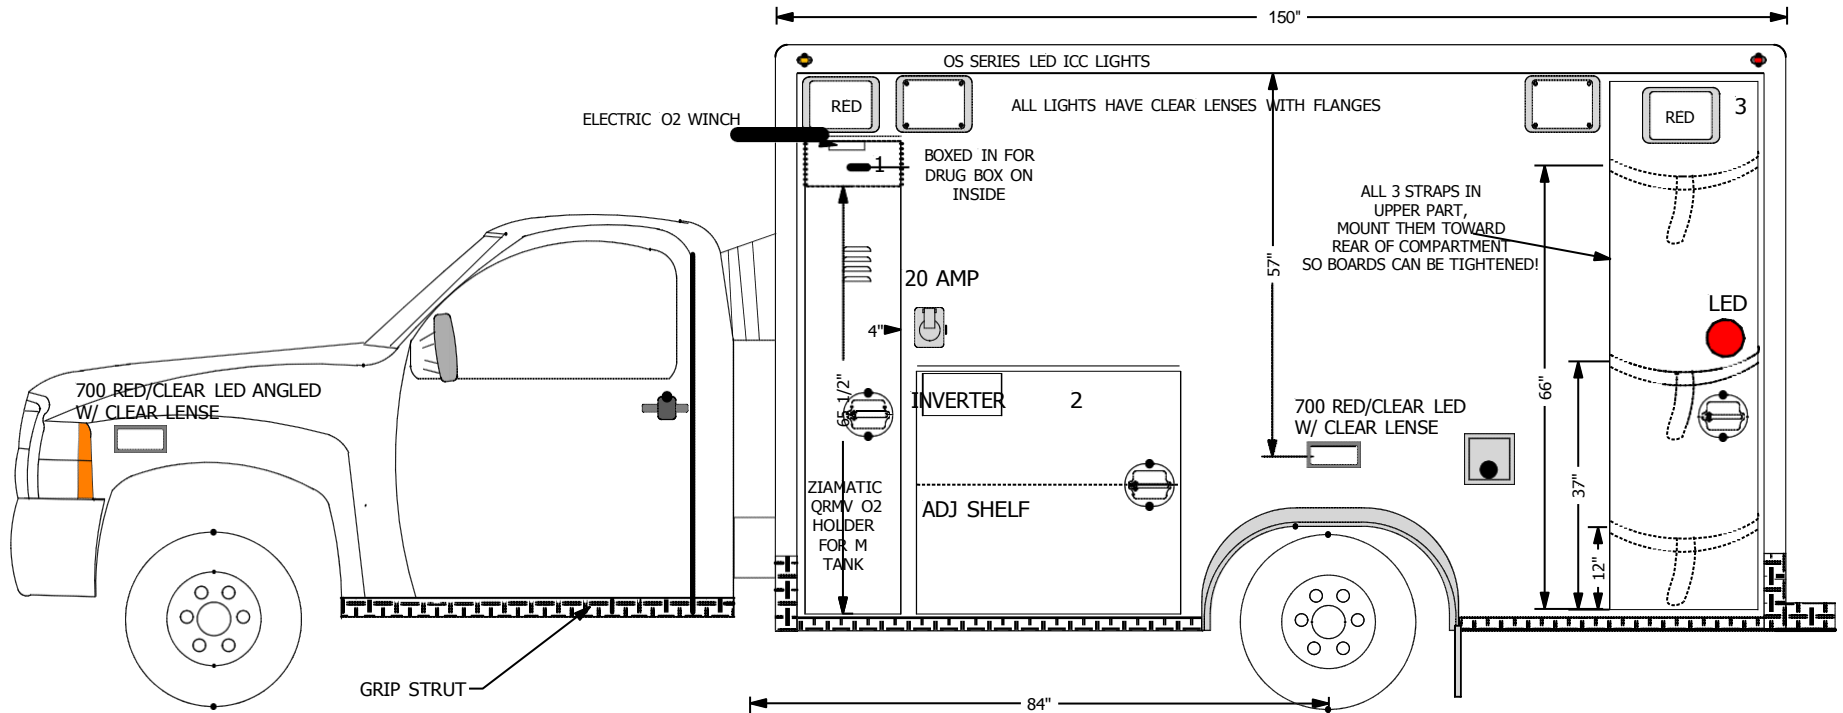 150"
OS SERIES LED ICC LIGHTS
RED
ALL LIGHTS HAVE CLEAR LENSES WITH FLANGES
RED
3
ELECTRIC O2 WINCH
1
BOXED IN FOR
DRUG BOX ON
INSIDE
ALL 3 STRAPS IN
UPPER PART,
MOUNT THEM TOWARD
REAR OF COMPARTMENT
SO BOARDS CAN BE TIGHTENED!
57"
20 AMP
4"
LED
700 RED/CLEAR LED ANGLED
W/ CLEAR LENSE
65 1/2"
INVERTER
2
700 RED/CLEAR LED
W/ CLEAR LENSE
66"
37"
12"
ZIAMATIC
QRMV O2
HOLDER
FOR M
TANK
ADJ SHELF
GRIP STRUT
84"